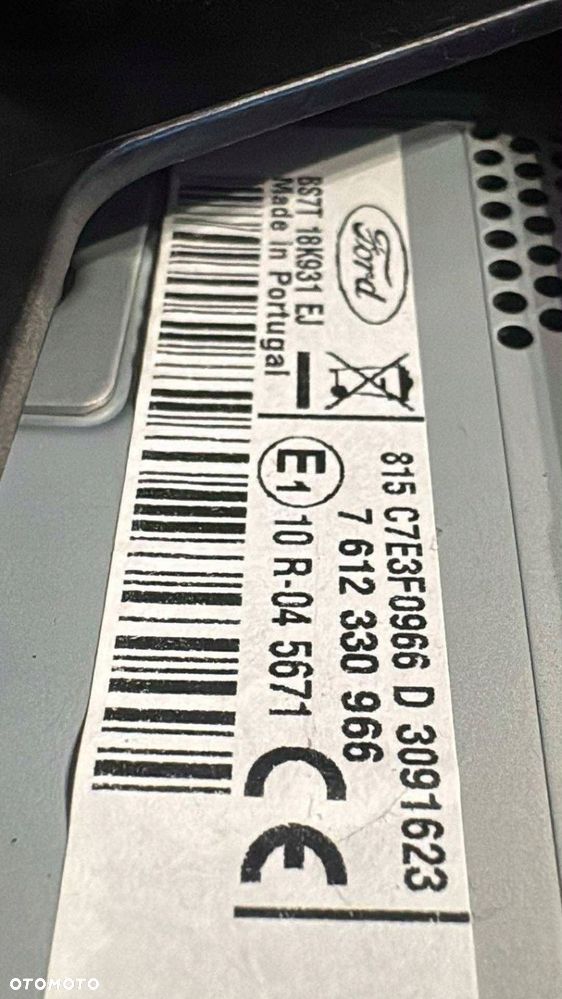 Ford
BS7T 18K931 EJ
Made in Portugal
815 C7E3F0966 D 3091623
7 612 330 966
E1 10 R-04 5671
CE
OTOMOTO